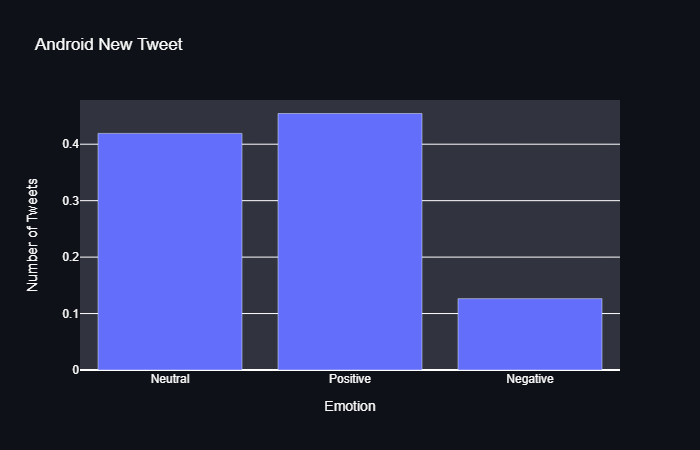 Android New Tweet
Number of Tweets
0.4
0.3
0.2
0.1
0
Neutral Positive Negative
Emotion